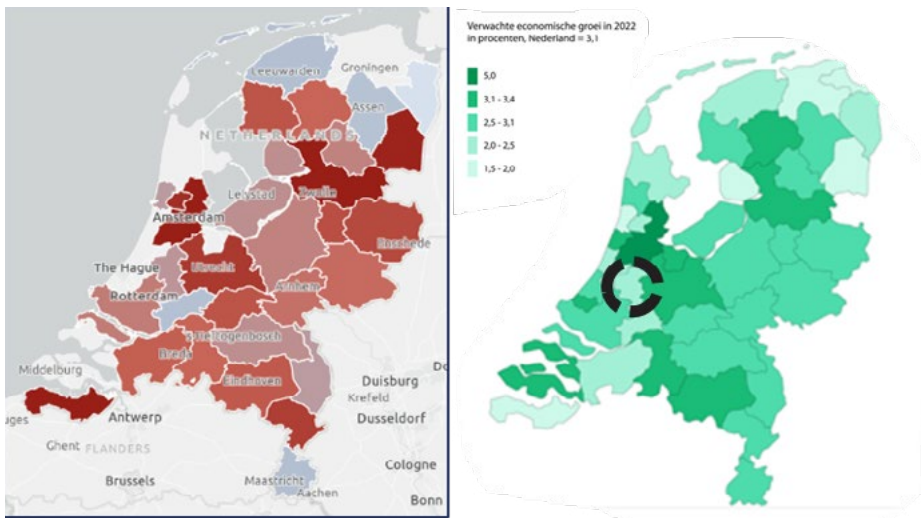 Leeuwarden
Groningen
Assen
NETHERLANDS
Lelystad
Zwolle
Amsterdam
Enschede
The Hague
Utrecht
Rotterdam
Arnhem
's-Hertogenbosch
Breda
Middelburg
Eindhoven
Duisburg
Krefeld
Antwerp
Dusseldorf
Ghent FLANDERS
Brussels
Cologne
Maastricht
Aachen
Bonn
Verwachte economische groei in 2022
in procenten, Nederland = 3,1
5,0
3,1 - 3,4
2,5 - 3,1
2,0 - 2,5
1,5 - 2,0